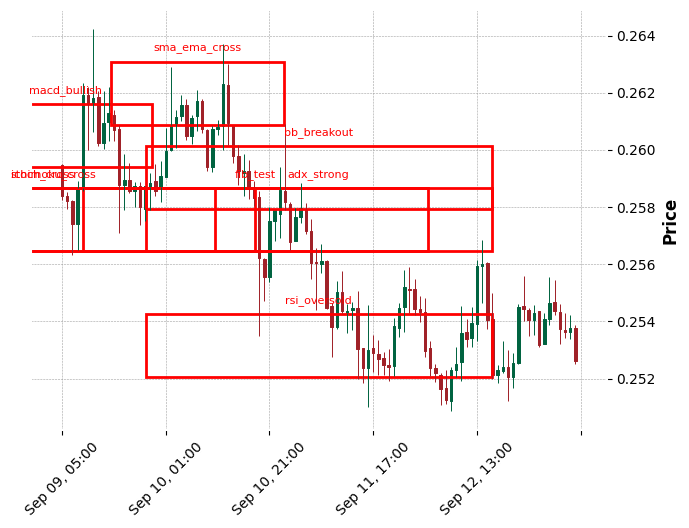 0.264
sma_ema_cross
0.262
macd_bullish
bb_breakout
0.260
fib_test
adx_strong
0.258
Price
0.256
rsi_oversold
0.254
0.252
Sep 09, 05:00
Sep 10, 01:00
Sep 10, 21:00
Sep 11, 17:00
Sep 12, 13:00